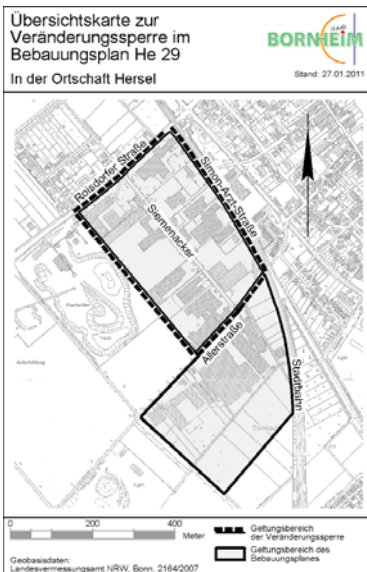 Übersichtskarte zur
Veränderungssperre im
Bebauungsplan He 29
In der Ortschaft Hersel
Stadt
BORNHEIM
Stand: 27.01.2011
Roisdorfer Straße
Simon-Arzt-Straße
Siemenacker
Allerstraße
Stadtbahn
0 200 400
Meter
Geltungsbereich
der Veränderungssperre
Geltungsbereich des
Bebauungsplanes
Geobasisdaten:
Landesvermessungsamt NRW, Bonn, 2164/2007